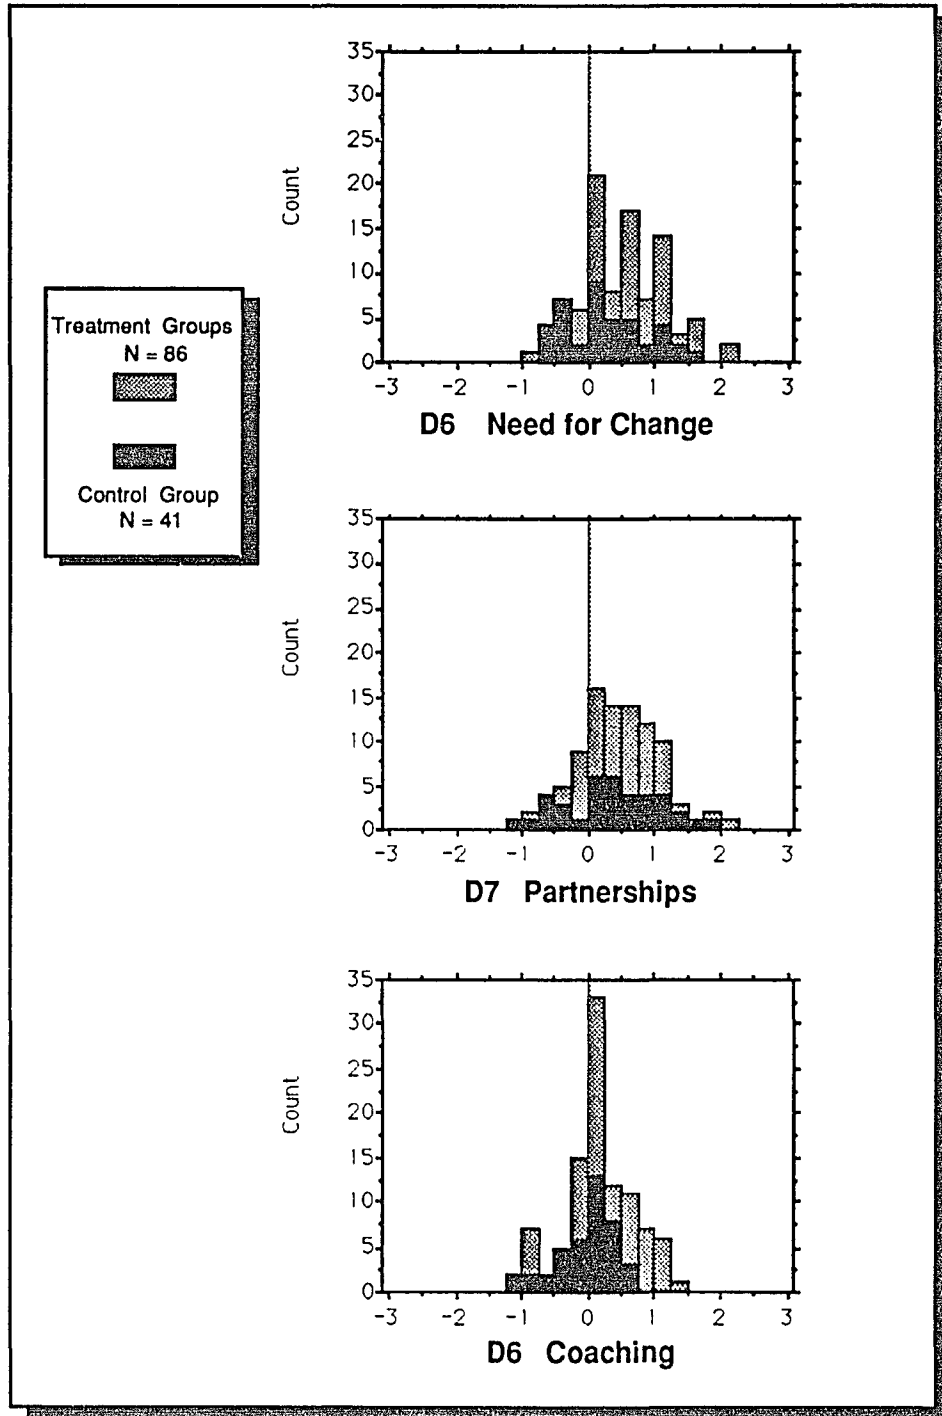 Treatment Groups
N = 86
Control Group
N = 41
35
30
25
20
15
10
5
0
Count
-3 -2 -1 0 1 2 3
D6 Need for Change
35
30
25
20
15
10
5
0
Count
-3 -2 -1 0 1 2 3
D7 Partnerships
35
30
25
20
15
10
5
0
Count
-3 -2 -1 0 1 2 3
D6 Coaching